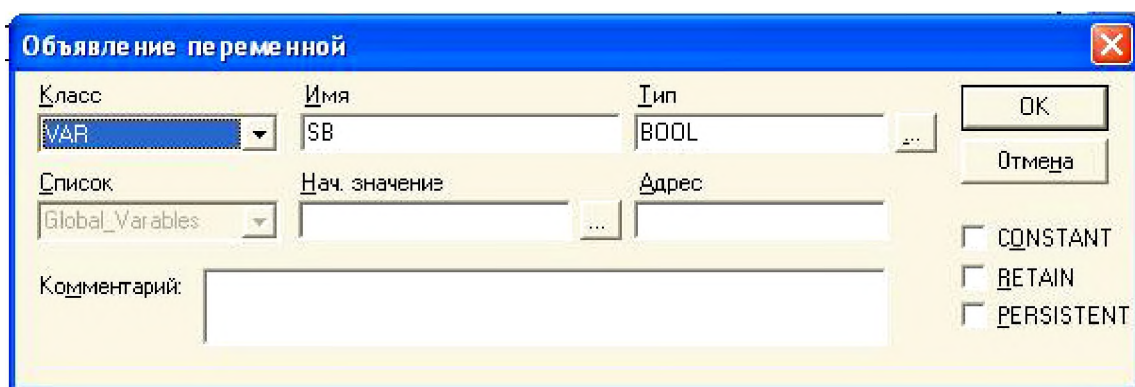 Объявление переменной
Класс Имя Тип
VAR SB BOOL ... OK
Отмена
Список Нач. значение Адрес
Global_Varables ...
CONSTANT
Комментарий: RETAIN
PERSISTENT